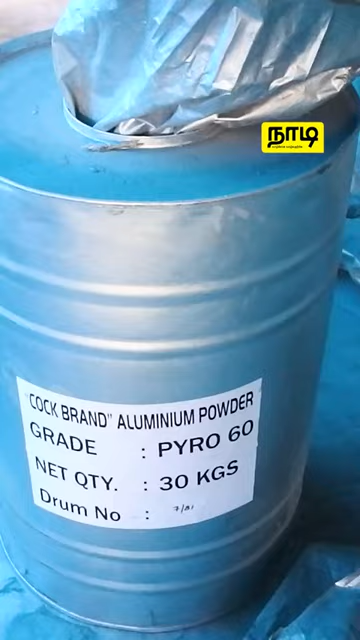 நாடி
"COCK BRAND" ALUMINIUM POWDER
GRADE : PYRO 60
NET QTY. : 30 KGS
Drum No :